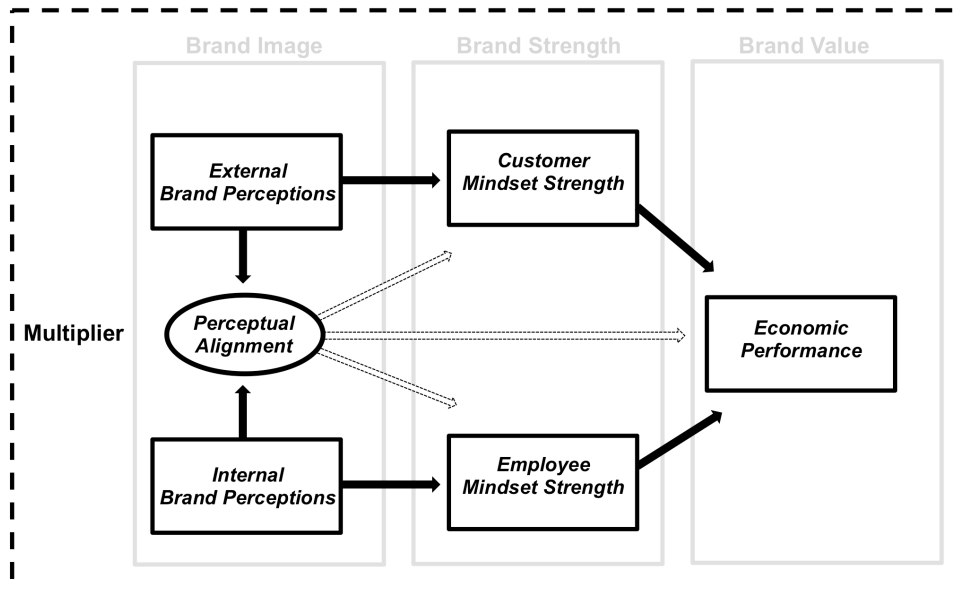 Brand Image
Brand Strength
Brand Value
External
Brand Perceptions
Customer
Mindset Strength
Multiplier
Perceptual
Alignment
Economic
Performance
Internal
Brand Perceptions
Employee
Mindset Strength